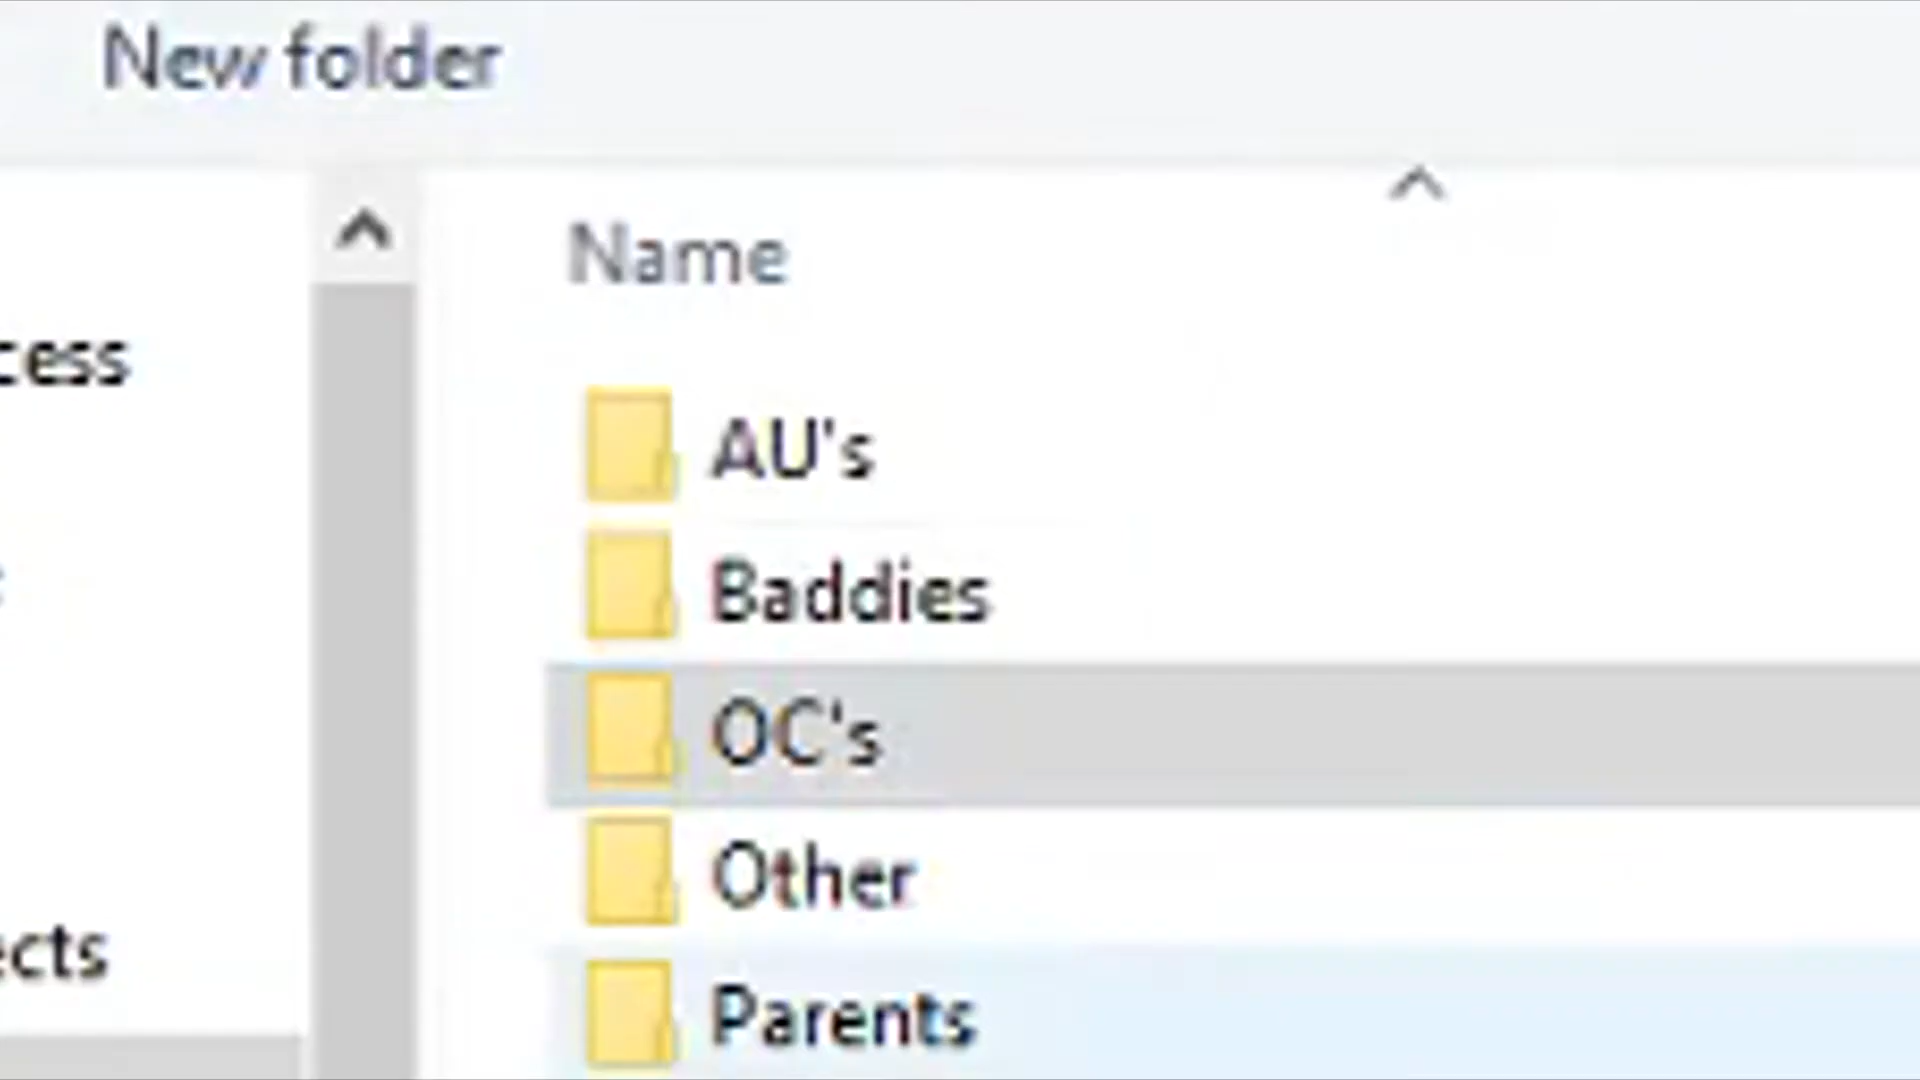 New folder
Name
cess
AU's
Baddies
OC's
Other
ects
Parents